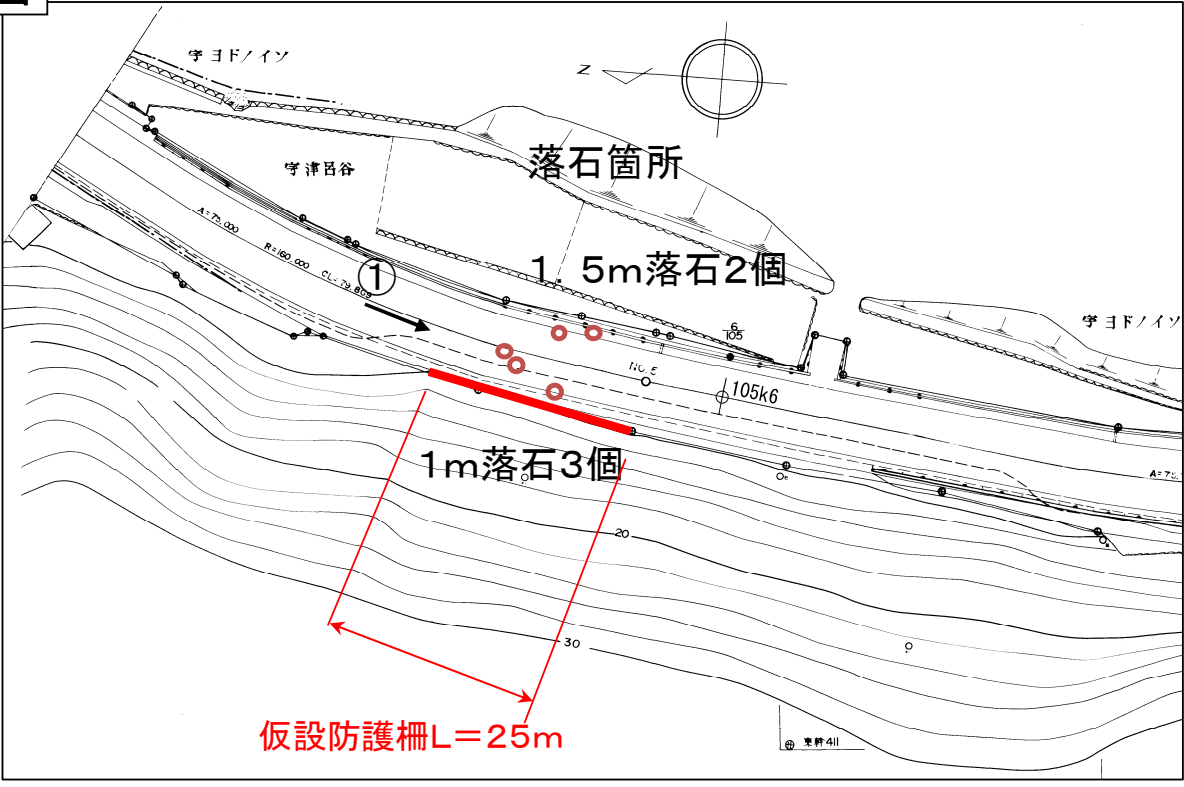 字ヨドノイソ
Z
落石箇所
字津呂谷
A=75.000
R=160.000
①
1．5m落石2個
字ヨドノイソ
6
105
NO.5
105k6
1m落石3個
A=75.
20
30
仮設防護柵L＝25m
東幹411